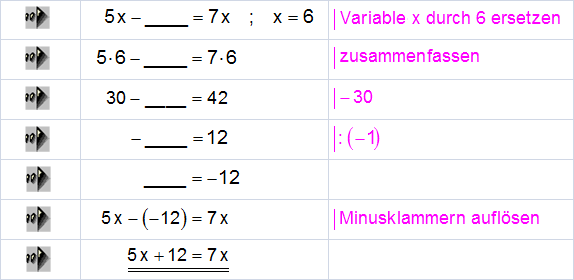 5x – ____ = 7x ; x = 6 |Variable x durch 6 ersetzen
5·6 – ____ = 7·6 |zusammenfassen
30 – ____ = 42 |– 30
– ____ = 12 |: (–1)
____ = –12
5x – (–12) = 7x |Minusklammern auflösen
5x + 12 = 7x